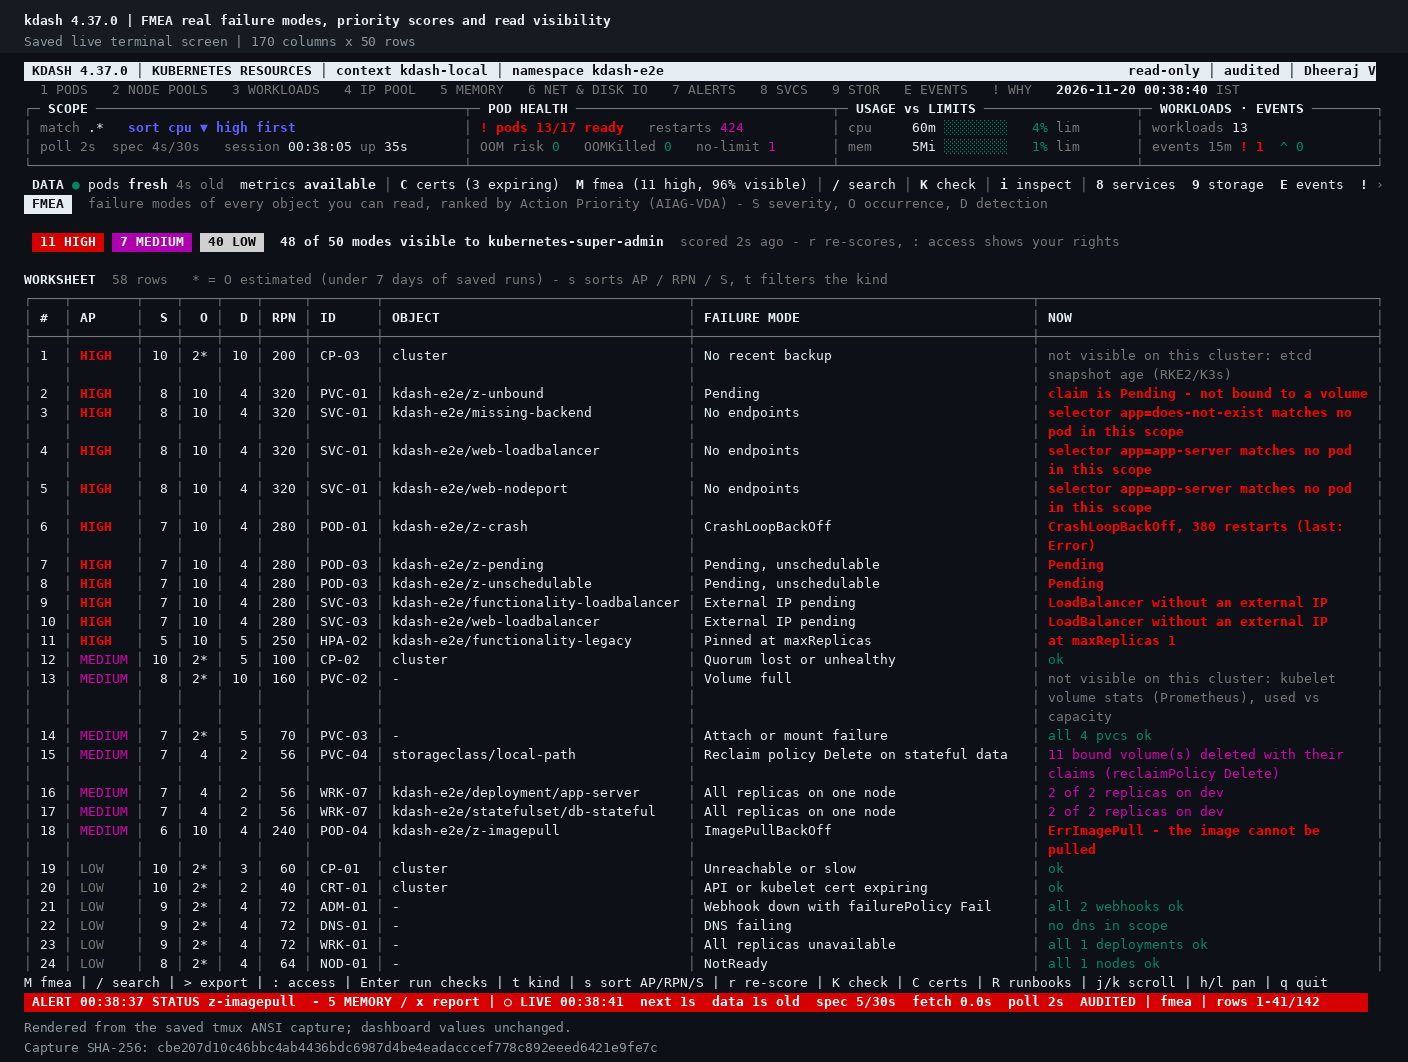 kdash 4.37.0 | FMEA real failure modes, priority scores and read visibility
Saved live terminal screen | 170 columns x 50 rows
KDASH 4.37.0 │ KUBERNETES RESOURCES │ context kdash-local │ namespace kdash-e2e read-only │ audited │ Dheeraj V
1 PODS 2 NODE POOLS 3 WORKLOADS 4 IP POOL 5 MEMORY 6 NET & DISK IO 7 ALERTS 8 SVCS 9 STOR E EVENTS ! WHY 2026-11-20 00:38:40 IST
SCOPE POD HEALTH USAGE vs LIMITS WORKLOADS · EVENTS
match .* sort cpu ▼ high first │ ! pods 13/17 ready restarts 424 │ cpu 60m ░░░░░░░░ 4% lim │ workloads 13
poll 2s spec 4s/30s session 00:38:05 up 35s │ OOM risk 0 OOMKilled 0 no-limit 1 │ mem 5Mi ░░░░░░░░ 1% lim │ events 15m ! 1 ^ 0
DATA ● pods fresh 4s old metrics available │ C certs (3 expiring) M fmea (11 high, 96% visible) │ / search │ K check │ i inspect │ 8 services 9 storage E events ! ›
FMEA failure modes of every object you can read, ranked by Action Priority (AIAG-VDA) - S severity, O occurrence, D detection
11 HIGH 7 MEDIUM 40 LOW 48 of 50 modes visible to kubernetes-super-admin scored 2s ago - r re-scores, : access shows your rights
WORKSHEET 58 rows * = O estimated (under 7 days of saved runs) - s sorts AP / RPN / S, t filters the kind
│ # │ AP │ S │ O │ D │ RPN │ ID │ OBJECT │ FAILURE MODE │ NOW │
│ 1 │ HIGH │ 10 │ 2* │ 10 │ 200 │ CP-03 │ cluster │ No recent backup │ not visible on this cluster: etcd │
snapshot age (RKE2/K3s)
│ 2 │ HIGH │ 8 │ 10 │ 4 │ 320 │ PVC-01 │ kdash-e2e/z-unbound │ Pending │ claim is Pending - not bound to a volume │
│ 3 │ HIGH │ 8 │ 10 │ 4 │ 320 │ SVC-01 │ kdash-e2e/missing-backend │ No endpoints │ selector app=does-not-exist matches no │
pod in this scope
│ 4 │ HIGH │ 8 │ 10 │ 4 │ 320 │ SVC-01 │ kdash-e2e/web-loadbalancer │ No endpoints │ selector app=app-server matches no pod │
in this scope
│ 5 │ HIGH │ 8 │ 10 │ 4 │ 320 │ SVC-01 │ kdash-e2e/web-nodeport │ No endpoints │ selector app=app-server matches no pod │
in this scope
│ 6 │ HIGH │ 7 │ 10 │ 4 │ 280 │ POD-01 │ kdash-e2e/z-crash │ CrashLoopBackOff │ CrashLoopBackOff, 380 restarts (last: │
Error)
│ 7 │ HIGH │ 7 │ 10 │ 4 │ 280 │ POD-03 │ kdash-e2e/z-pending │ Pending, unschedulable │ Pending │
│ 8 │ HIGH │ 7 │ 10 │ 4 │ 280 │ POD-03 │ kdash-e2e/z-unschedulable │ Pending, unschedulable │ Pending │
│ 9 │ HIGH │ 7 │ 10 │ 4 │ 280 │ SVC-03 │ kdash-e2e/functionality-loadbalancer │ External IP pending │ LoadBalancer without an external IP │
│ 10 │ HIGH │ 7 │ 10 │ 4 │ 280 │ SVC-03 │ kdash-e2e/web-loadbalancer │ External IP pending │ LoadBalancer without an external IP │
│ 11 │ HIGH │ 5 │ 10 │ 5 │ 250 │ HPA-02 │ kdash-e2e/functionality-legacy │ Pinned at maxReplicas │ at maxReplicas 1 │
│ 12 │ MEDIUM │ 10 │ 2* │ 5 │ 100 │ CP-02 │ cluster │ Quorum lost or unhealthy │ ok │
│ 13 │ MEDIUM │ 8 │ 2* │ 10 │ 160 │ PVC-02 │ - │ Volume full │ not visible on this cluster: kubelet │
volume stats (Prometheus), used vs
capacity
│ 14 │ MEDIUM │ 7 │ 2* │ 5 │ 70 │ PVC-03 │ - │ Attach or mount failure │ all 4 pvcs ok │
│ 15 │ MEDIUM │ 7 │ 4 │ 2 │ 56 │ PVC-04 │ storageclass/local-path │ Reclaim policy Delete on stateful data │ 11 bound volume(s) deleted with their │
claims (reclaimPolicy Delete)
│ 16 │ MEDIUM │ 7 │ 4 │ 2 │ 56 │ WRK-07 │ kdash-e2e/deployment/app-server │ All replicas on one node │ 2 of 2 replicas on dev │
│ 17 │ MEDIUM │ 7 │ 4 │ 2 │ 56 │ WRK-07 │ kdash-e2e/statefulset/db-stateful │ All replicas on one node │ 2 of 2 replicas on dev │
│ 18 │ MEDIUM │ 6 │ 10 │ 4 │ 240 │ POD-04 │ kdash-e2e/z-imagepull │ ImagePullBackOff │ ErrImagePull - the image cannot be │
pulled
│ 19 │ LOW │ 10 │ 2* │ 3 │ 60 │ CP-01 │ cluster │ Unreachable or slow │ ok │
│ 20 │ LOW │ 10 │ 2* │ 2 │ 40 │ CRT-01 │ cluster │ API or kubelet cert expiring │ ok │
│ 21 │ LOW │ 9 │ 2* │ 4 │ 72 │ ADM-01 │ - │ Webhook down with failurePolicy Fail │ all 2 webhooks ok │
│ 22 │ LOW │ 9 │ 2* │ 4 │ 72 │ DNS-01 │ - │ DNS failing │ no dns in scope │
│ 23 │ LOW │ 9 │ 2* │ 4 │ 72 │ WRK-01 │ - │ All replicas unavailable │ all 1 deployments ok │
│ 24 │ LOW │ 8 │ 2* │ 4 │ 64 │ NOD-01 │ - │ NotReady │ all 1 nodes ok │
M fmea | / search | > export | : access | Enter run checks | t kind | s sort AP/RPN/S | r re-score | K check | C certs | R runbooks | j/k scroll | h/l pan | q quit
ALERT 00:38:37 STATUS z-imagepull - 5 MEMORY / x report | ○ LIVE 00:38:41 next 1s data 1s old spec 5/30s fetch 0.0s poll 2s AUDITED | fmea | rows 1-41/142
Rendered from the saved tmux ANSI capture; dashboard values unchanged.
Capture SHA-256: cbe207d10c46bbc4ab4436bdc6987d4be4eadacccef778c892eeed6421e9fe7c